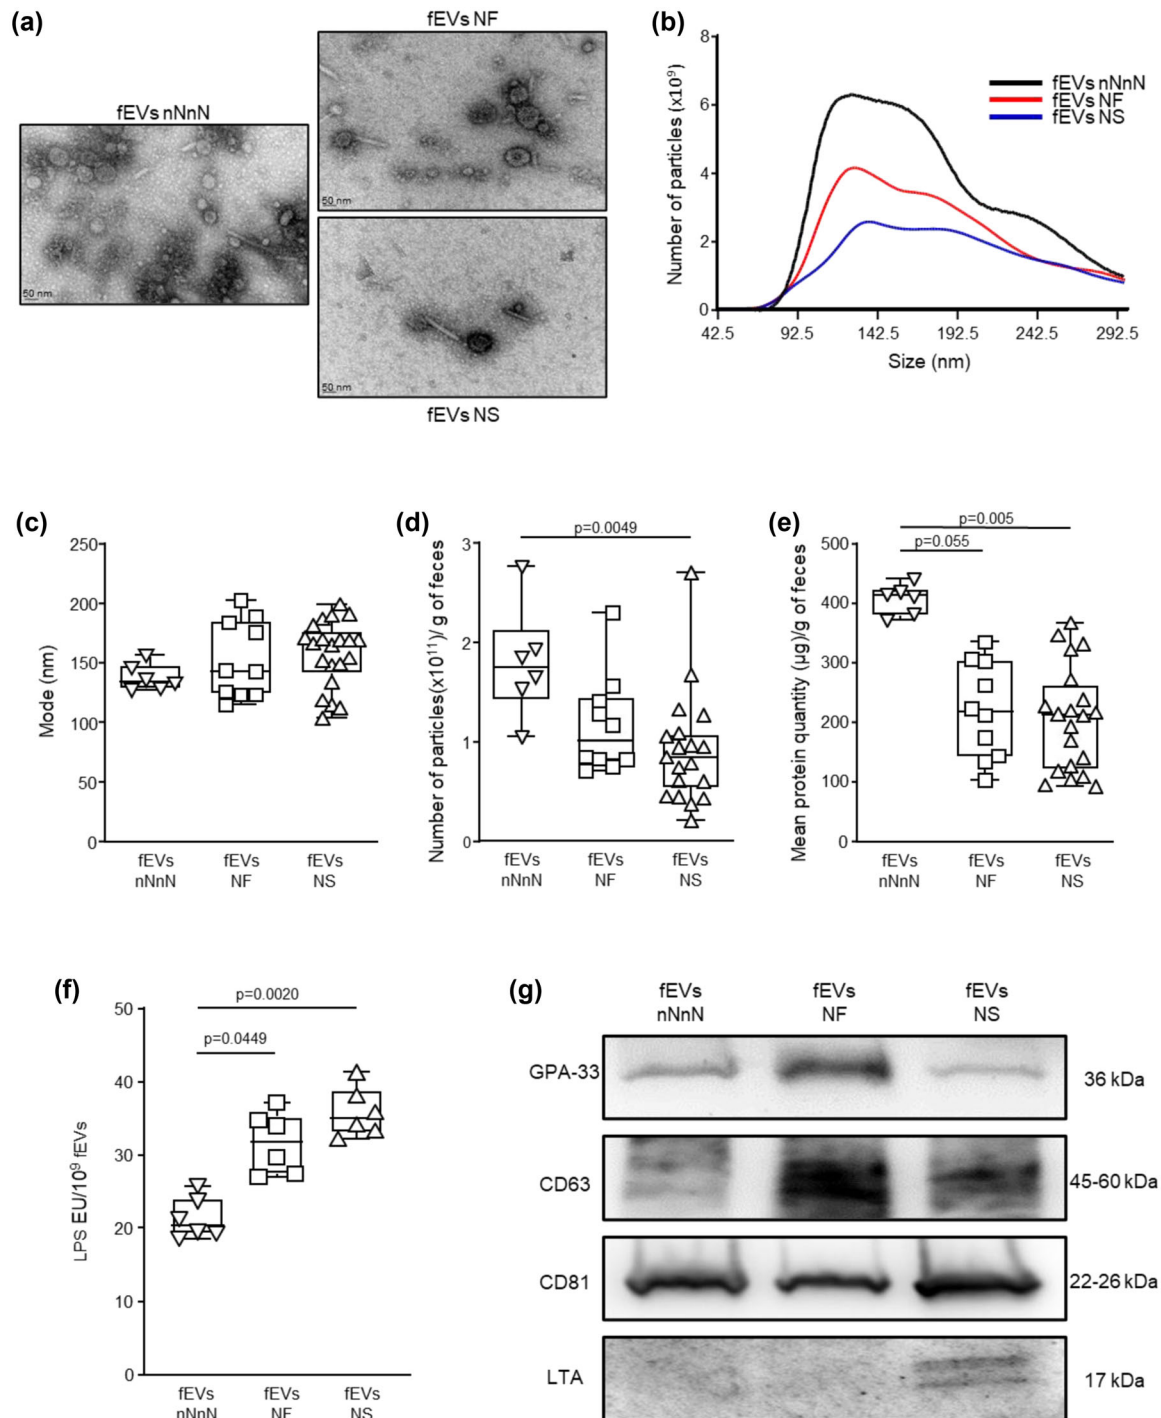 (a)
fEVs NF
fEVs nNnN
50 nm
50 nm
50 nm
fEVs NS
(b)
Number of particles (x10⁹)
8
6
4
2
0
42.5 92.5 142.5 192.5 242.5 292.5
Size (nm)
fEVs nNnN
fEVs NF
fEVs NS
(c)
Mode (nm)
250
200
150
100
50
0
fEVs nNnN
fEVs NF
fEVs NS
(d)
Number of particles(x10¹¹)/ g of feces
p=0.0049
3
2
1
0
fEVs nNnN
fEVs NF
fEVs NS
(e)
Mean protein quantity (µg)/g of feces
p=0.005
p=0.055
500
400
300
200
100
0
fEVs nNnN
fEVs NF
fEVs NS
(f)
LPS EU/10⁹ fEVs
p=0.0020
p=0.0449
50
40
30
20
10
0
fEVs nNnN
fEVs NF
fEVs NS
(g)
fEVs nNnN
fEVs NF
fEVs NS
GPA-33
36 kDa
CD63
45-60 kDa
CD81
22-26 kDa
LTA
17 kDa